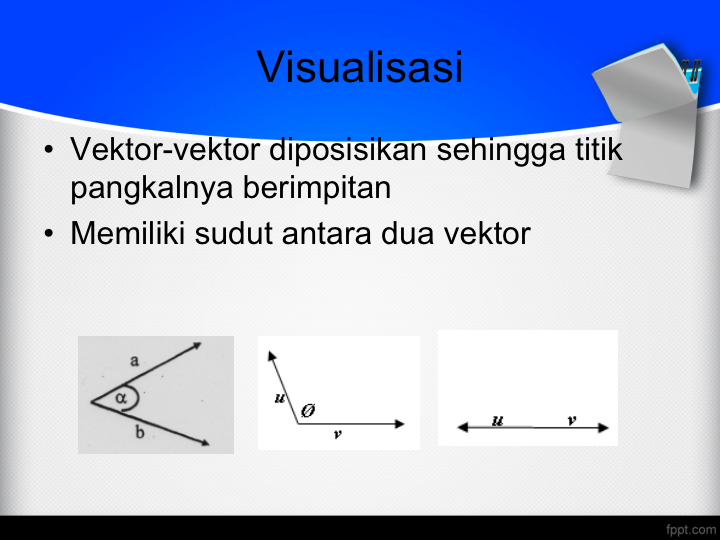 Visualisasi
• Vektor-vektor diposisikan sehingga titik
pangkalnya berimpitan
• Memiliki sudut antara dua vektor
a
α
b
u
Ø
v
u v
fppt.com